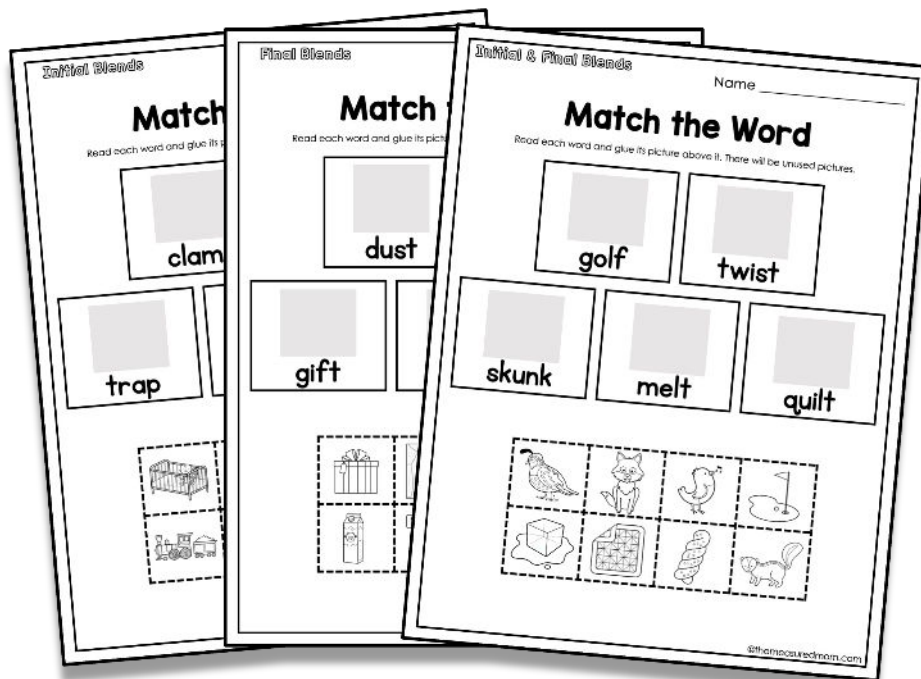 Initial Blends
Match
Read each word and glue its
clam
trap
Final Blends
Match
Read each word and glue its pictu
dust
gift
Initial & Final Blends
Name
Match the Word
Read each word and glue its picture above it. There will be unused pictures.
golf
twist
skunk
melt
quilt
©themeasuredmom.com